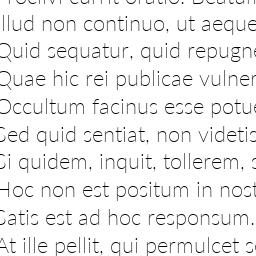 illud non continuo, ut aeque
Quid sequatur, quid repugne
Quae hic rei publicae vulner
Occultum facinus esse potue
Sed quid sentiat, non videtis
Si quidem, inquit, tollerem, s
Hoc non est positum in nost
Satis est ad hoc responsum.
At ille pellit, qui permulcet s